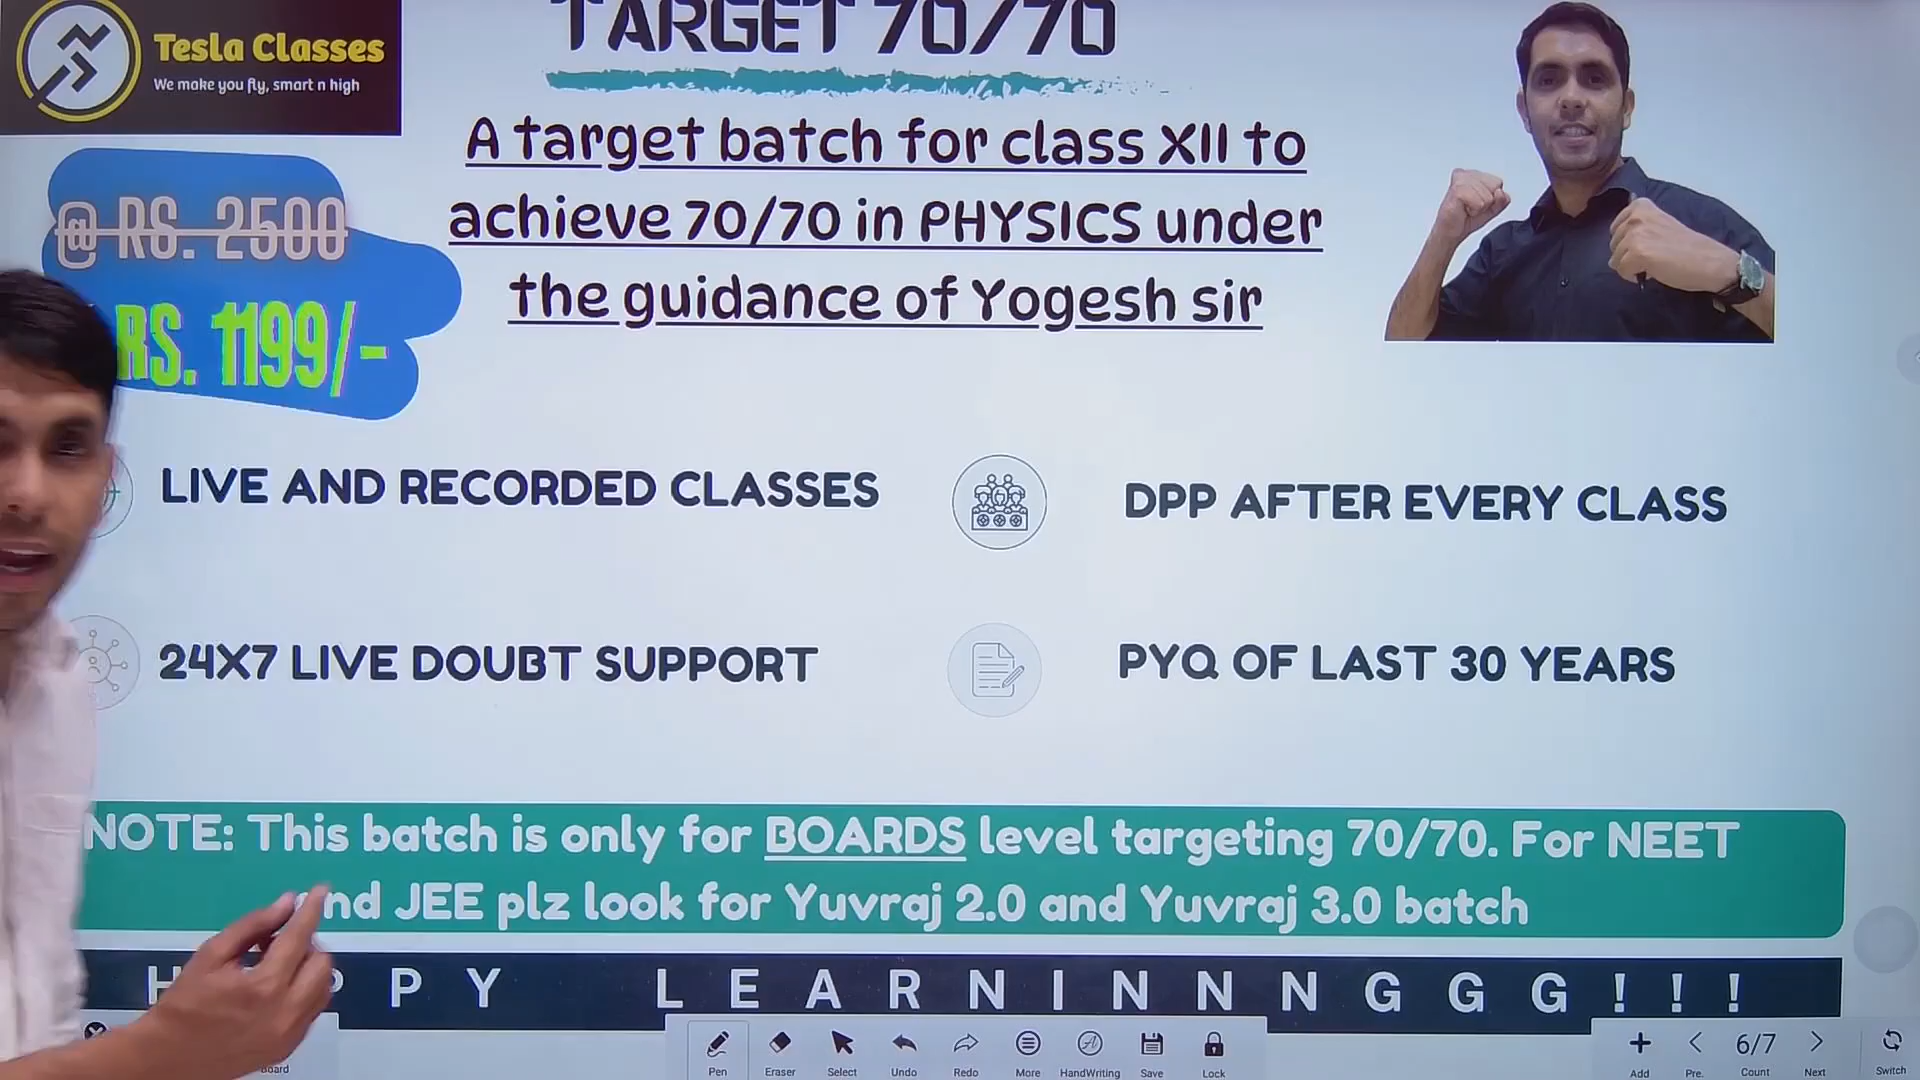 Tesla Classes
We make you fly, smart n high
TARGET 70/70
A target batch for class XII to
achieve 70/70 in PHYSICS under
the guidance of Yogesh sir
@ RS. 2500
RS. 1199/-
LIVE AND RECORDED CLASSES
DPP AFTER EVERY CLASS
24X7 LIVE DOUBT SUPPORT
PYQ OF LAST 30 YEARS
NOTE: This batch is only for BOARDS level targeting 70/70. For NEET
and JEE plz look for Yuvraj 2.0 and Yuvraj 3.0 batch
H P P Y L E A R N I N N N G G G ! ! !
Board
Pen Eraser Select Undo Redo More HandWriting Save Lock
6/7
Add Pre. Count Next Switch